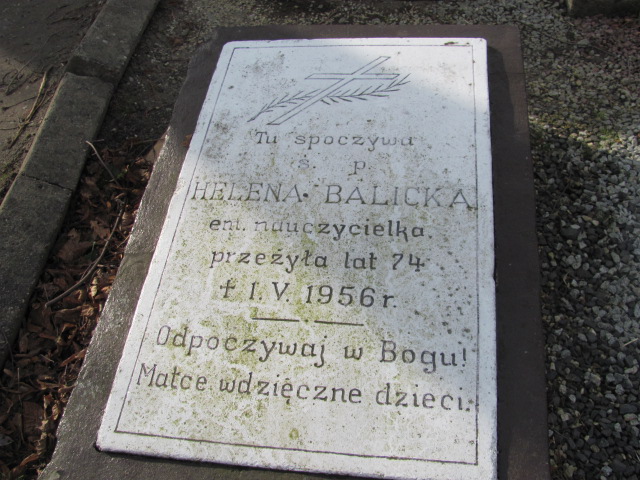 Tu spoczywa
ś. p.
HELENA BALICKA
em. nauczycielka.
przeżyła lat 74
† 1.V. 1956 r.
Odpoczywaj w Bogu!
Matce wdzięczne dzieci.